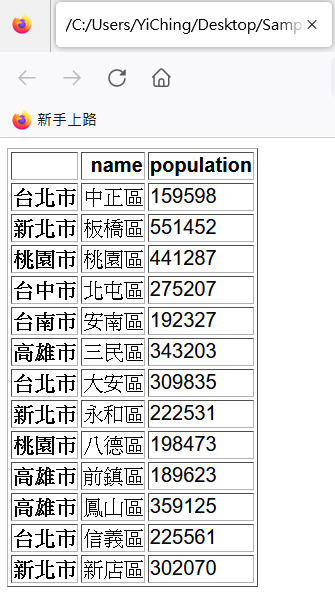 /C:/Users/YiChing/Desktop/Sampl
新手上路
name population
台北市 中正區 159598
新北市 板橋區 551452
桃園市 桃園區 441287
台中市 北屯區 275207
台南市 安南區 192327
高雄市 三民區 343203
台北市 大安區 309835
新北市 永和區 222531
桃園市 八德區 198473
高雄市 前鎮區 189623
高雄市 鳳山區 359125
台北市 信義區 225561
新北市 新店區 302070